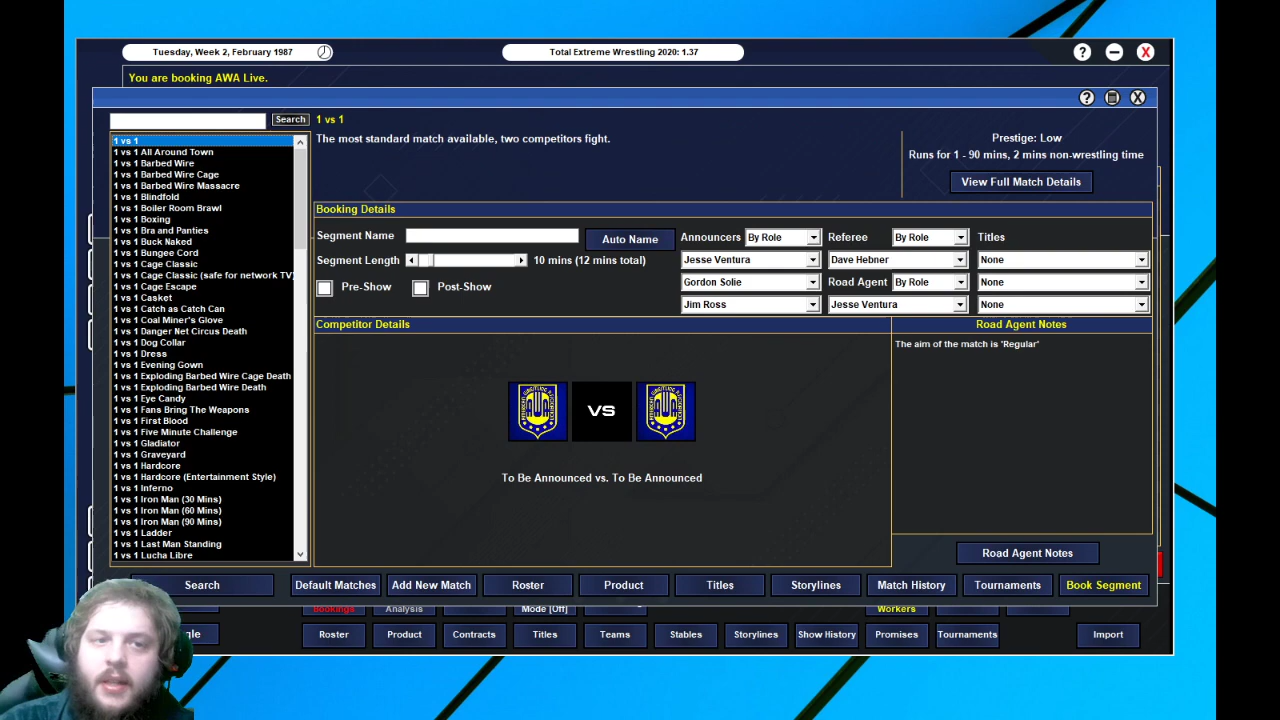 Tuesday, Week 2, February 1987
Total Extreme Wrestling 2020: 1.37
You are booking AWA Live.
Search
1 vs 1
The most standard match available, two competitors fight.
Prestige: Low
Runs for 1 - 90 mins, 2 mins non-wrestling time
View Full Match Details
1 vs 1
1 vs 1 All Around Town
1 vs 1 Barbed Wire
1 vs 1 Barbed Wire Cage
1 vs 1 Barbed Wire Massacre
1 vs 1 Blindfold
1 vs 1 Boiler Room Brawl
1 vs 1 Boxing
1 vs 1 Bra and Panties
1 vs 1 Buck Naked
1 vs 1 Bungee Cord
1 vs 1 Cage Classic
1 vs 1 Cage Classic (safe for network TV)
1 vs 1 Cage Escape
1 vs 1 Casket
1 vs 1 Catch as Catch Can
1 vs 1 Coal Miner's Glove
1 vs 1 Danger Net Circus Death
1 vs 1 Dog Collar
1 vs 1 Dress
1 vs 1 Evening Gown
1 vs 1 Exploding Barbed Wire Cage Death
1 vs 1 Exploding Barbed Wire Death
1 vs 1 Eye Candy
1 vs 1 Fans Bring The Weapons
1 vs 1 First Blood
1 vs 1 Five Minute Challenge
1 vs 1 Gladiator
1 vs 1 Graveyard
1 vs 1 Hardcore
1 vs 1 Hardcore (Entertainment Style)
1 vs 1 Inferno
1 vs 1 Iron Man (30 Mins)
1 vs 1 Iron Man (60 Mins)
1 vs 1 Iron Man (90 Mins)
1 vs 1 Ladder
1 vs 1 Last Man Standing
1 vs 1 Lucha Libre
Booking Details
Segment Name
Auto Name
Announcers By Role
Referee By Role
Titles
Segment Length 10 mins (12 mins total)
Jesse Ventura
Dave Hebner
None
Pre-Show Post-Show
Gordon Solie
Road Agent By Role
None
Jim Ross
Jesse Ventura
None
Competitor Details
Road Agent Notes
The aim of the match is 'Regular'
VS
To Be Announced vs. To Be Announced
Road Agent Notes
Search Default Matches Add New Match Roster Product Titles Storylines Match History Tournaments Book Segment
Bookings Analysis Mode [Off] Workers
Roster Product Contracts Titles Teams Stables Storylines Show History Promises Tournaments Import